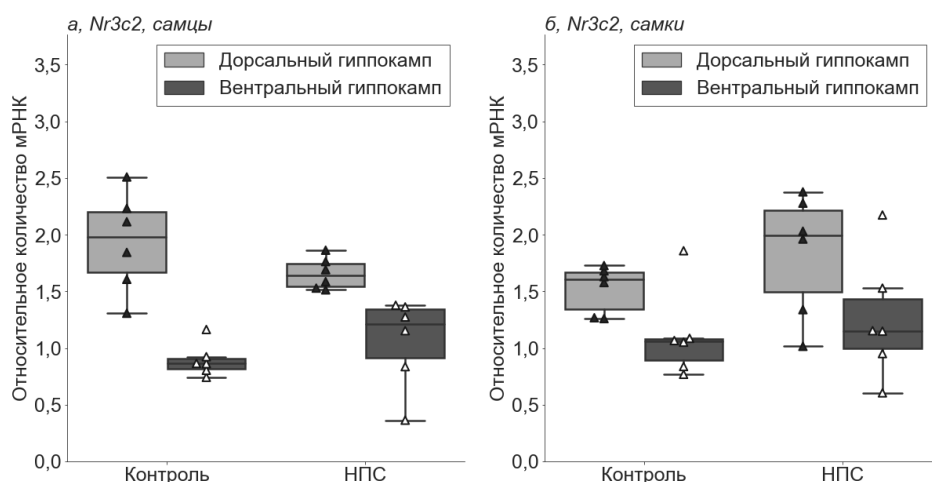 а, Nr3c2, самцы
Относительное количество мРНК
3,5
3,0
2,5
2,0
1,5
1,0
0,5
0,0
Дорсальный гиппокамп
Вентральный гиппокамп
Контроль НПС
б, Nr3c2, самки
Относительное количество мРНК
3,5
3,0
2,5
2,0
1,5
1,0
0,5
0,0
Дорсальный гиппокамп
Вентральный гиппокамп
Контроль НПС